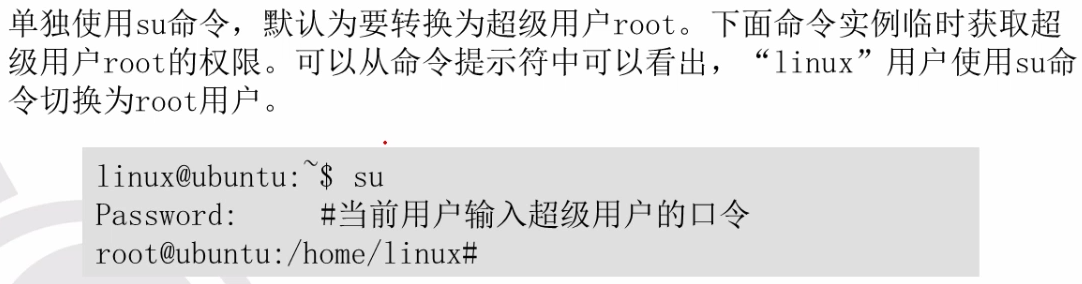 单独使用su命令，默认为要转换为超级用户root。下面命令实例临时获取超
级用户root的权限。可以从命令提示符中可以看出，“linux”用户使用su命
令切换为root用户。
linux@ubuntu:~$ su
Password:     #当前用户输入超级用户的口令
root@ubuntu:/home/linux#